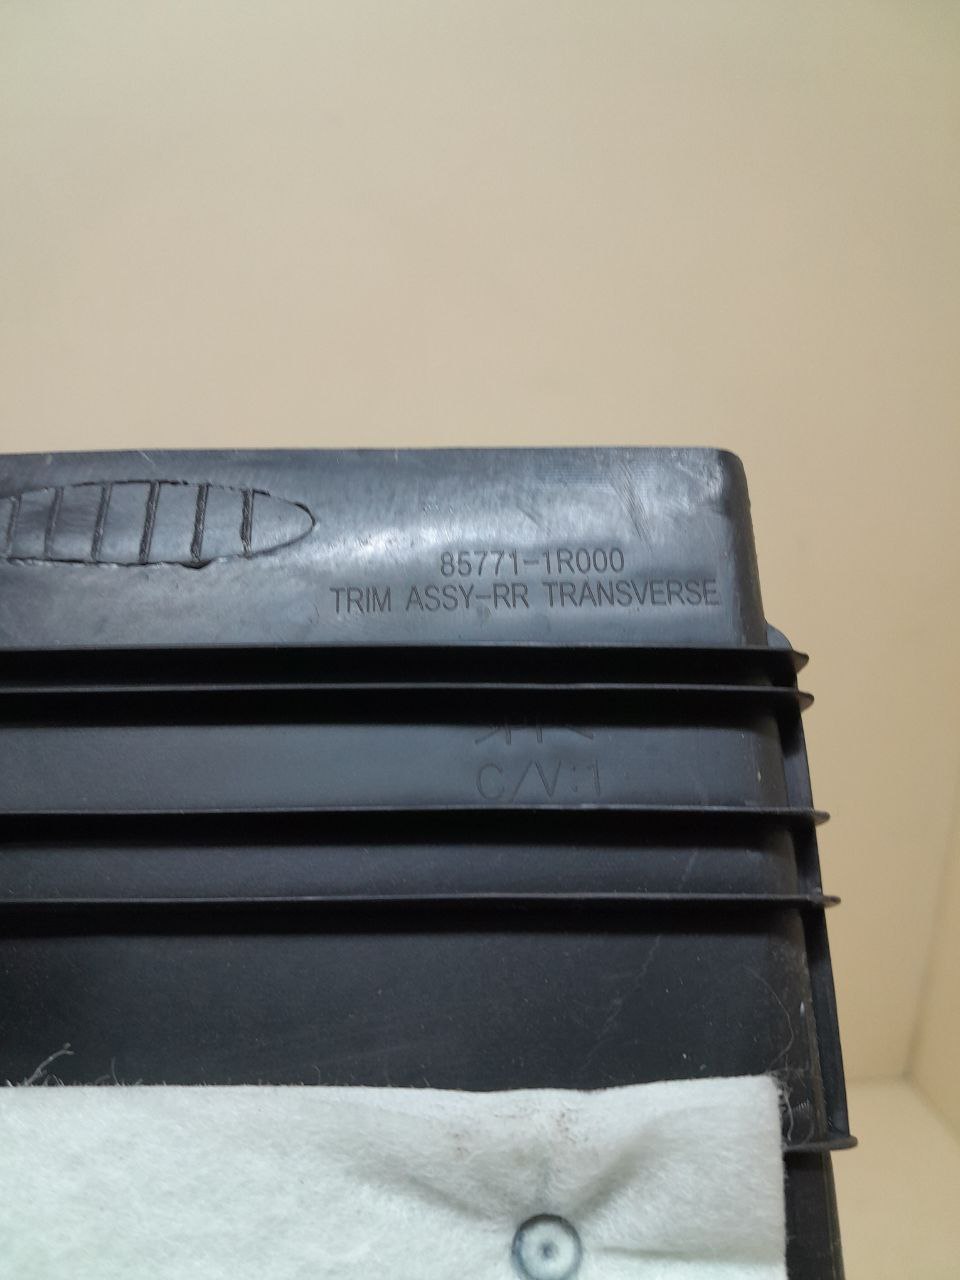 85771-1R000
TRIM ASSY-RR TRANSVERSE
C/V:1